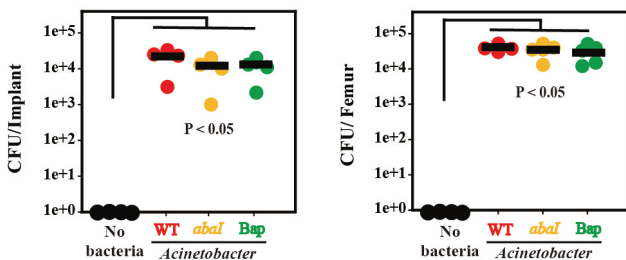 CFU/Implant
1e+5
1e+4
1e+3
1e+2
1e+1
1e+0
P < 0.05
No
bacteria
WT abaI Bap
Acinetobacter
CFU/ Femur
1e+5
1e+4
1e+3
1e+2
1e+1
1e+0
P < 0.05
No
bacteria
WT abaI Bap
Acinetobacter